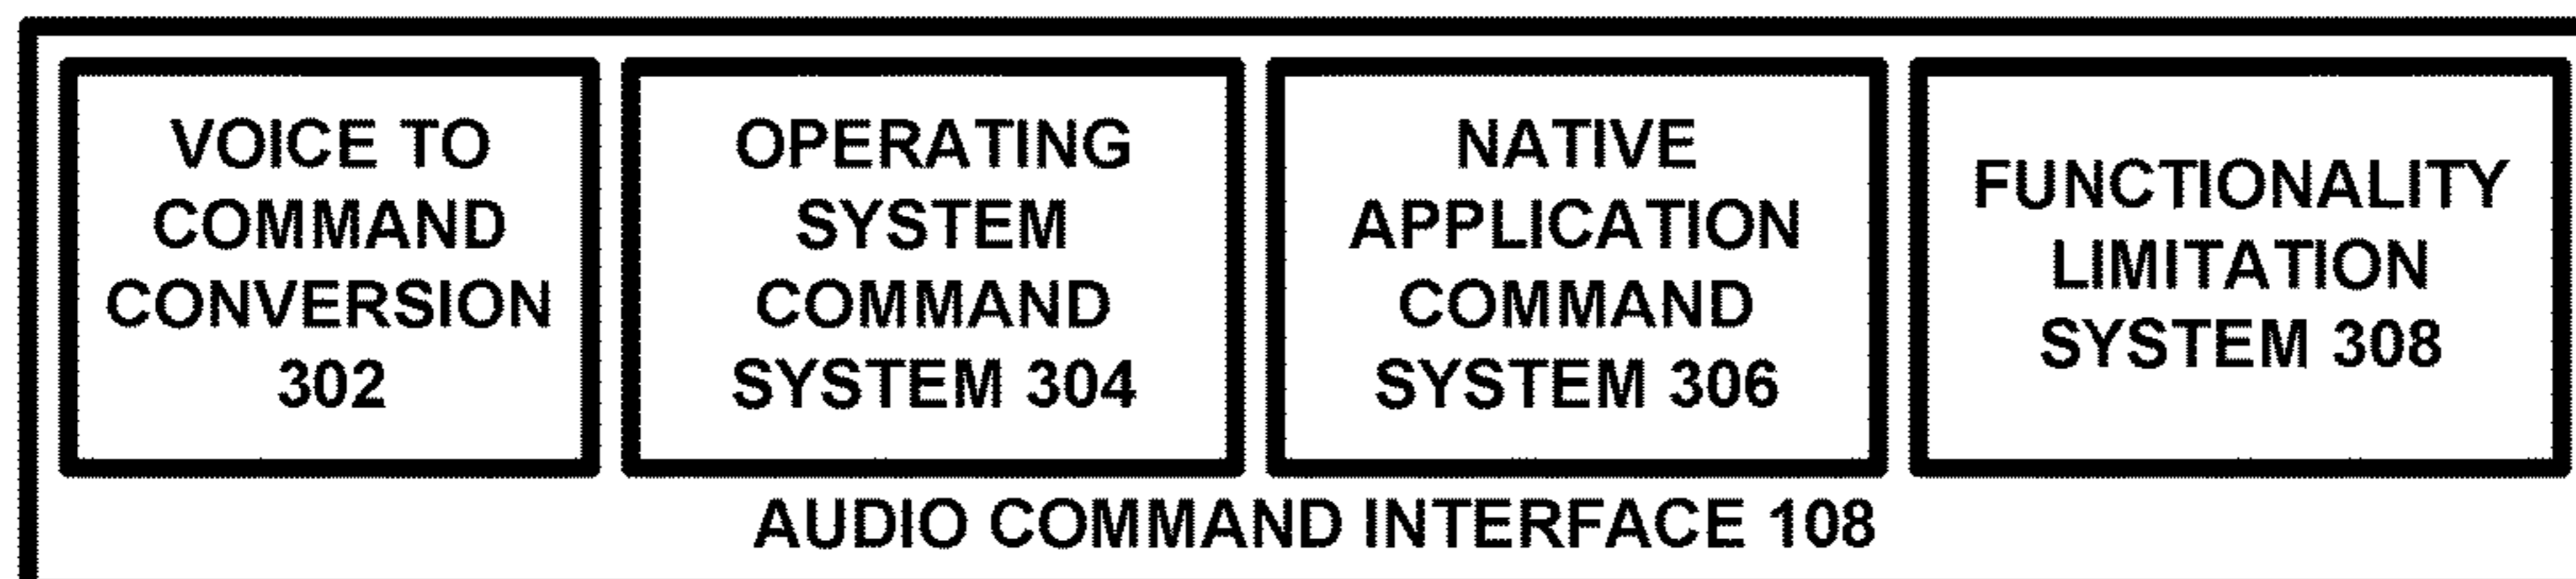 VOICE TO
COMMAND
CONVERSION
302
OPERATING
SYSTEM
COMMAND
SYSTEM 304
NATIVE
APPLICATION
COMMAND
SYSTEM 306
FUNCTIONALITY
LIMITATION
SYSTEM 308
AUDIO COMMAND INTERFACE 108